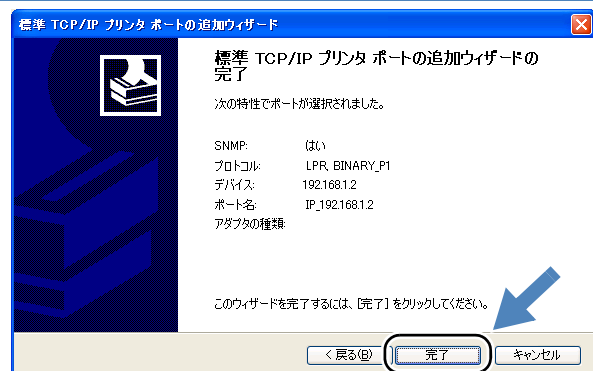 標準 TCP/IP プリンタ ポートの追加ウィザード
標準 TCP/IP プリンタ ポートの追加ウィザードの
完了
次の特性でポートが選択されました。
SNMP: はい
プロトコル: LPR, BINARY_P1
デバイス: 192.168.1.2
ポート名: IP_192.168.1.2
アダプタの種類:
このウィザードを完了するには、[完了] をクリックしてください。
< 戻る(B) 完了 キャンセル